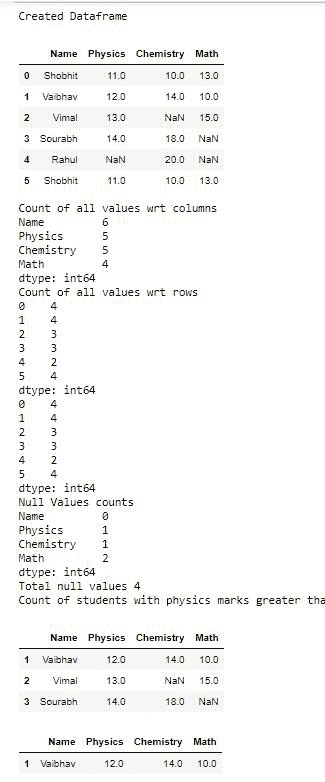 Created Dataframe
Name Physics Chemistry Math
0 Shobhit 11.0 10.0 13.0
1 Vaibhav 12.0 14.0 10.0
2 Vimal 13.0 NaN 15.0
3 Sourabh 14.0 18.0 NaN
4 Rahul NaN 20.0 NaN
5 Shobhit 11.0 10.0 13.0
Count of all values wrt columns
Name 6
Physics 5
Chemistry 5
Math 4
dtype: int64
Count of all values wrt rows
0 4
1 4
2 3
3 3
4 2
5 4
dtype: int64
0 4
1 4
2 3
3 3
4 2
5 4
dtype: int64
Null Values counts
Name 0
Physics 1
Chemistry 1
Math 2
dtype: int64
Total null values 4
Count of students with physics marks greater tha
Name Physics Chemistry Math
1 Vaibhav 12.0 14.0 10.0
2 Vimal 13.0 NaN 15.0
3 Sourabh 14.0 18.0 NaN
Name Physics Chemistry Math
1 Vaibhav 12.0 14.0 10.0